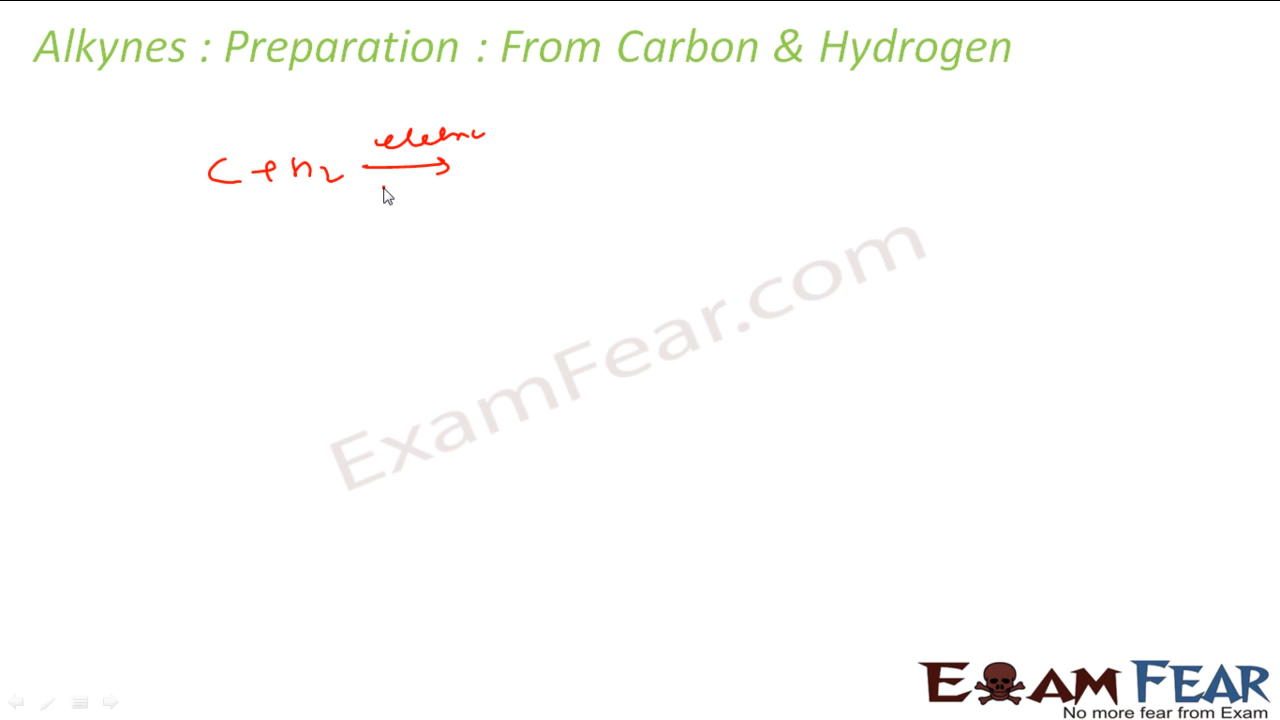 Alkynes : Preparation : From Carbon & Hydrogen
C + H2
ExamFear.com
EXAM FEAR
No more fear from Exam